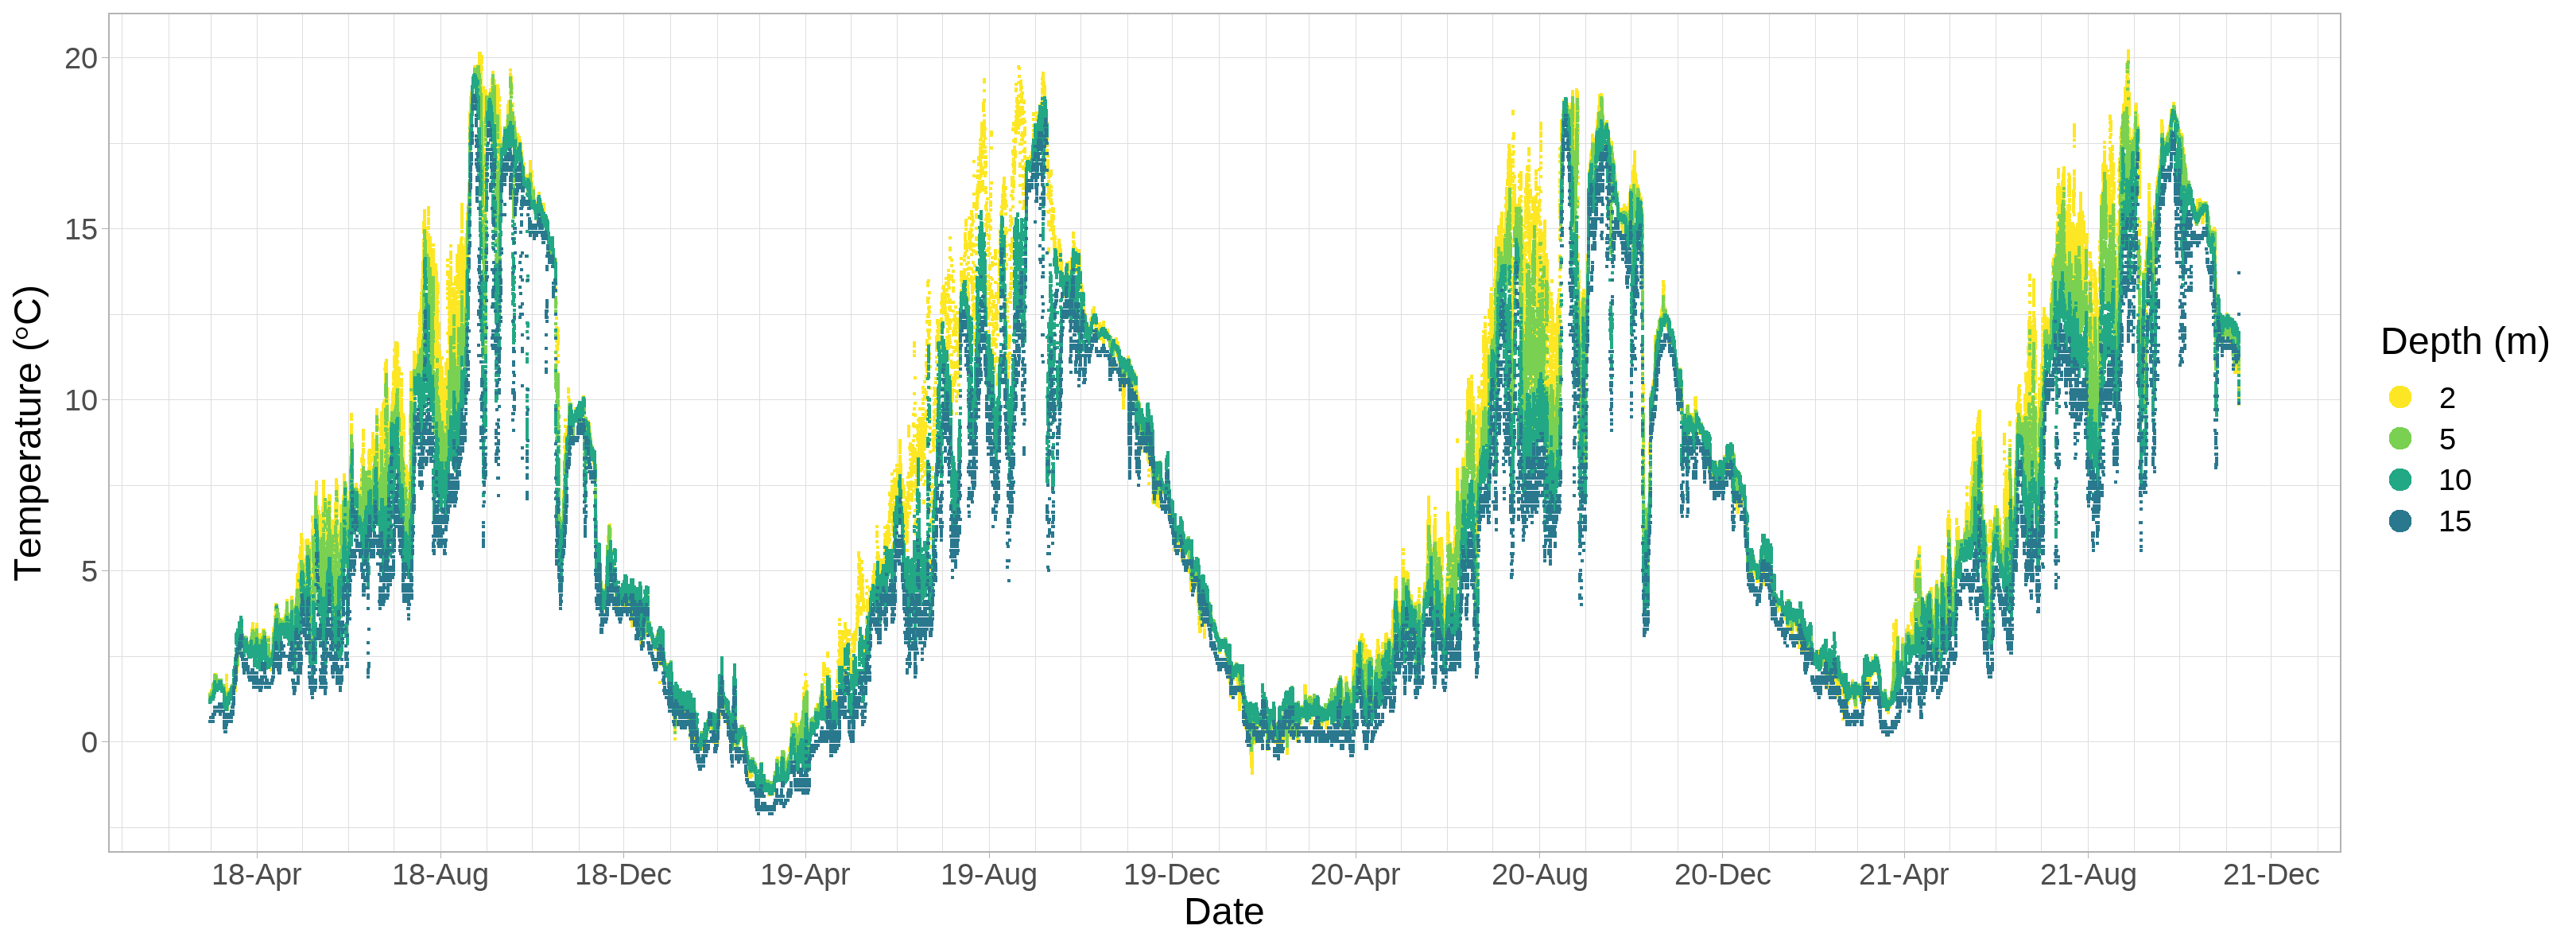 20
15
10
5
0
Temperature (°C)
18-Apr 18-Aug 18-Dec 19-Apr 19-Aug 19-Dec 20-Apr 20-Aug 20-Dec 21-Apr 21-Aug 21-Dec
Date
Depth (m)
2
5
10
15